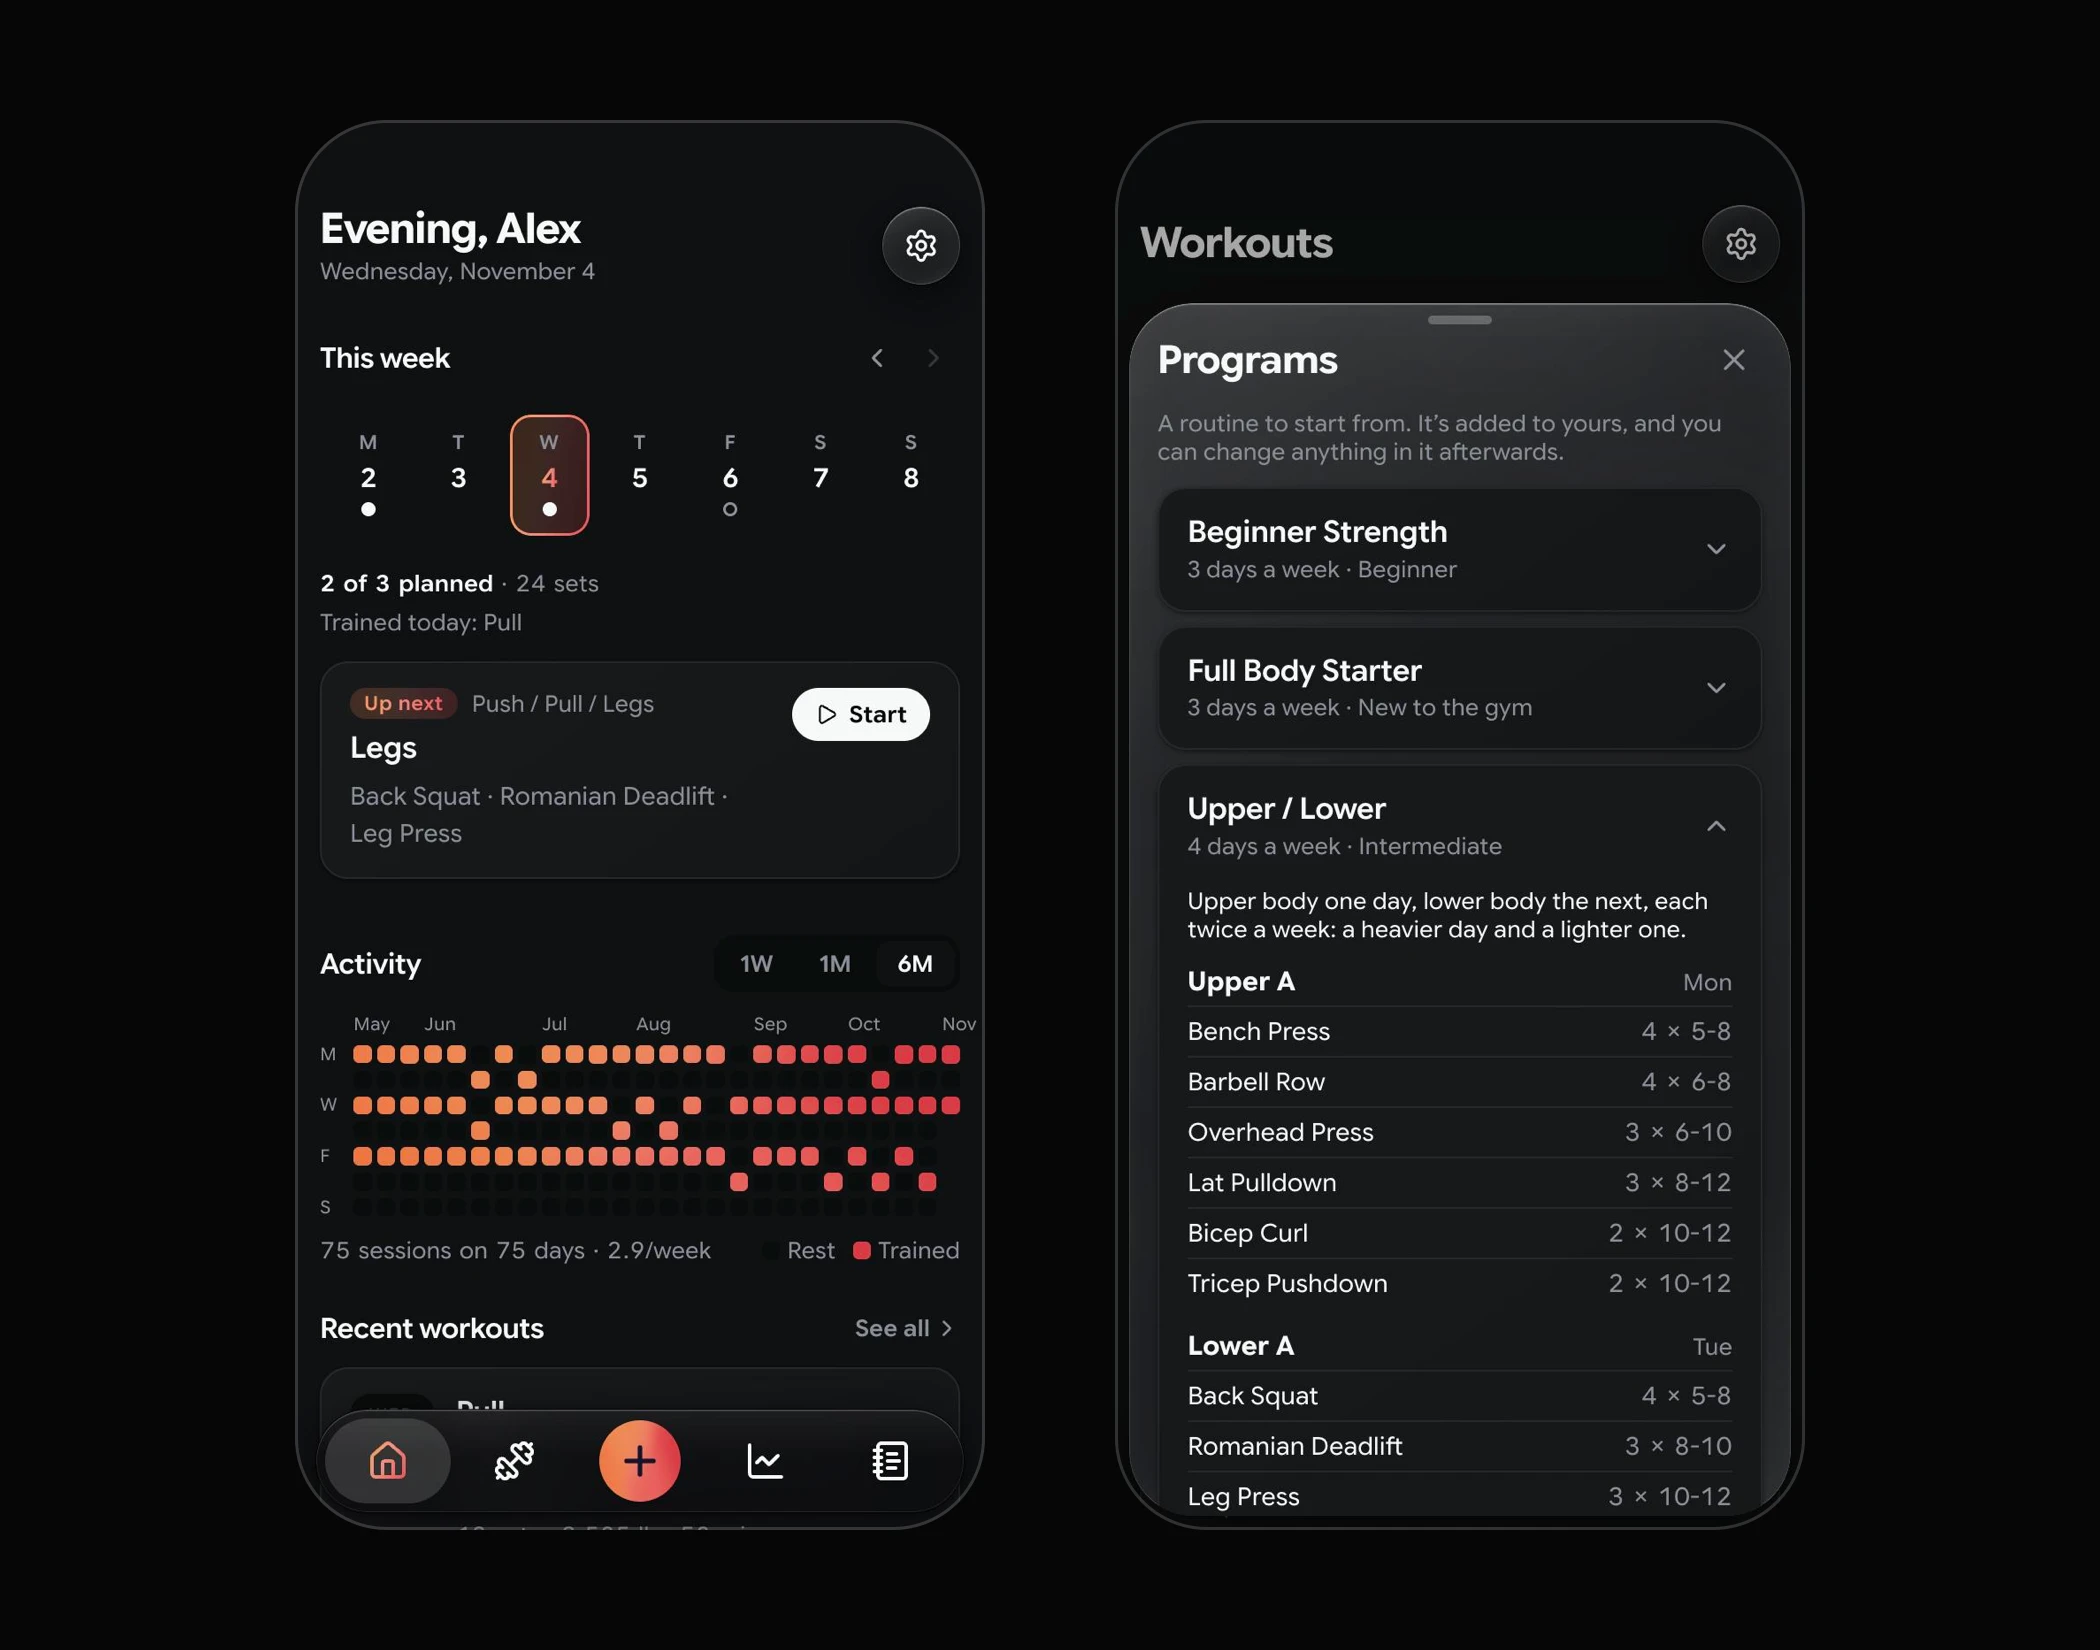 Evening, Alex
Wednesday, November 4
This week
M T W T F S S
2 3 4 5 6 7 8
2 of 3 planned · 24 sets
Trained today: Pull
Up next Push / Pull / Legs
Start
Legs
Back Squat · Romanian Deadlift ·
Leg Press
Activity
1W 1M 6M
May Jun Jul Aug Sep Oct Nov
M
W
F
S
75 sessions on 75 days · 2.9/week
Rest Trained
Recent workouts
See all
Pull
Workouts
Programs
A routine to start from. It’s added to yours, and you
can change anything in it afterwards.
Beginner Strength
3 days a week · Beginner
Full Body Starter
3 days a week · New to the gym
Upper / Lower
4 days a week · Intermediate
Upper body one day, lower body the next, each
twice a week: a heavier day and a lighter one.
Upper A Mon
Bench Press 4 × 5-8
Barbell Row 4 × 6-8
Overhead Press 3 × 6-10
Lat Pulldown 3 × 8-12
Bicep Curl 2 × 10-12
Tricep Pushdown 2 × 10-12
Lower A Tue
Back Squat 4 × 5-8
Romanian Deadlift 3 × 8-10
Leg Press 3 × 10-12